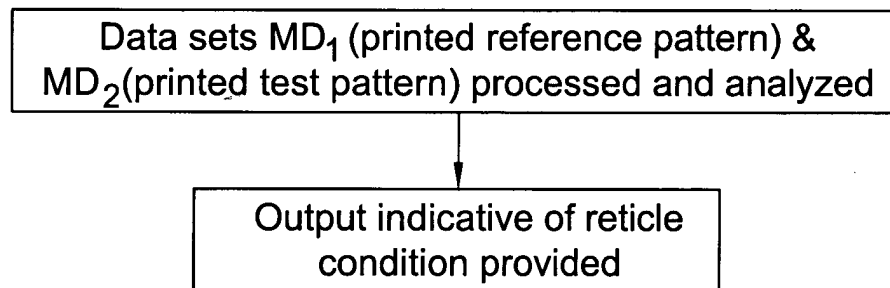 Data sets MD₁ (printed reference pattern) &
MD₂(printed test pattern) processed and analyzed
Output indicative of reticle
condition provided